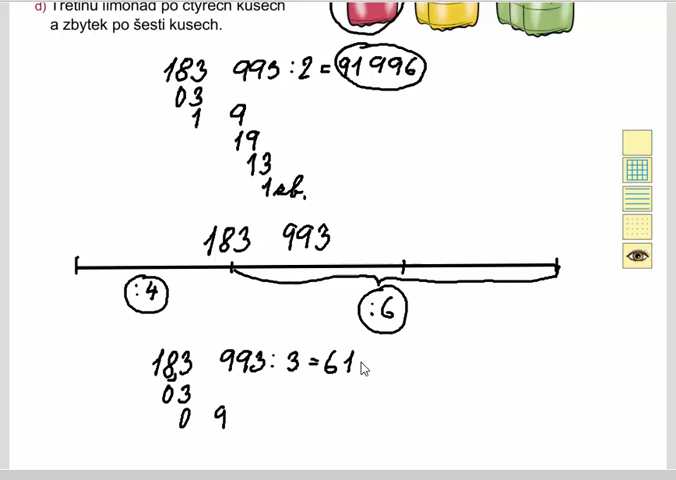 d) Třetinu limonád po čtyřech kusech
a zbytek po šesti kusech.
183 993 : 2 = 91 996
03
1 9
19
13
1 zb.
183 993
: 4
: 6
183 993 : 3 = 61
03
0 9